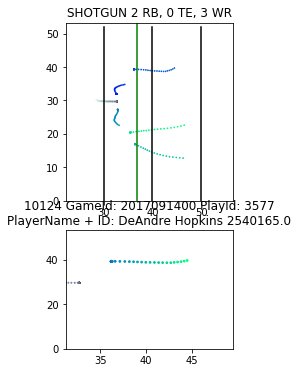 SHOTGUN 2 RB, 0 TE, 3 WR
50
40
30
20
10
0
30 40 50
10124 GameId: 2017091400 PlayId: 3577
PlayerName + ID: DeAndre Hopkins 2540165.0
40
20
0
35 40 45